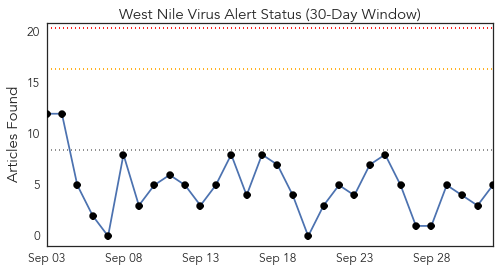 West Nile Virus Alert Status (30-Day Window)
20
15
10
5
0
Articles Found
Sep 03
Sep 08
Sep 13
Sep 18
Sep 23
Sep 28